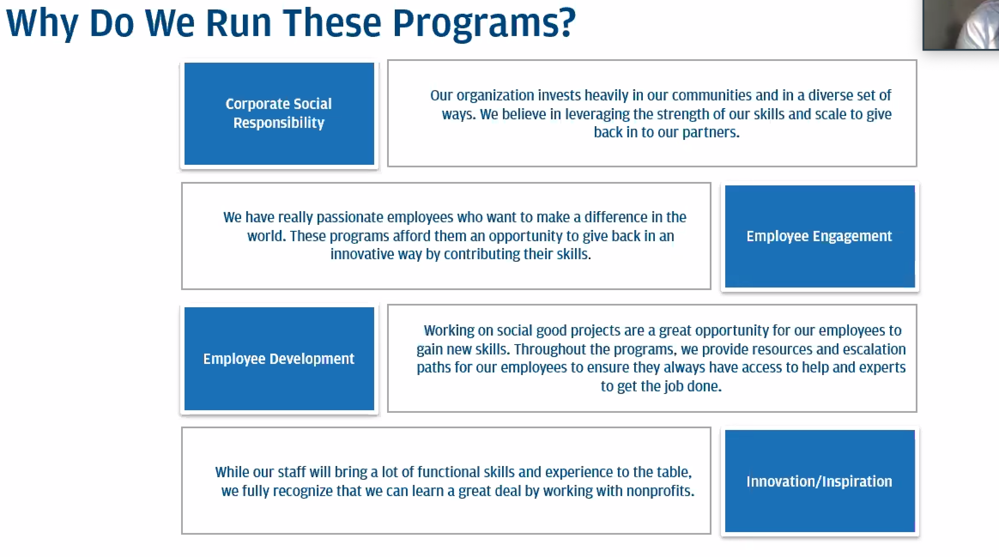 Why Do We Run These Programs?
Corporate Social
Responsibility
Our organization invests heavily in our communities and in a diverse set of
ways. We believe in leveraging the strength of our skills and scale to give
back in to our partners.
We have really passionate employees who want to make a difference in the
world. These programs afford them an opportunity to give back in an
innovative way by contributing their skills.
Employee Engagement
Employee Development
Working on social good projects are a great opportunity for our employees to
gain new skills. Throughout the programs, we provide resources and escalation
paths for our employees to ensure they always have access to help and experts
to get the job done.
While our staff will bring a lot of functional skills and experience to the table,
we fully recognize that we can learn a great deal by working with nonprofits.
Innovation/Inspiration